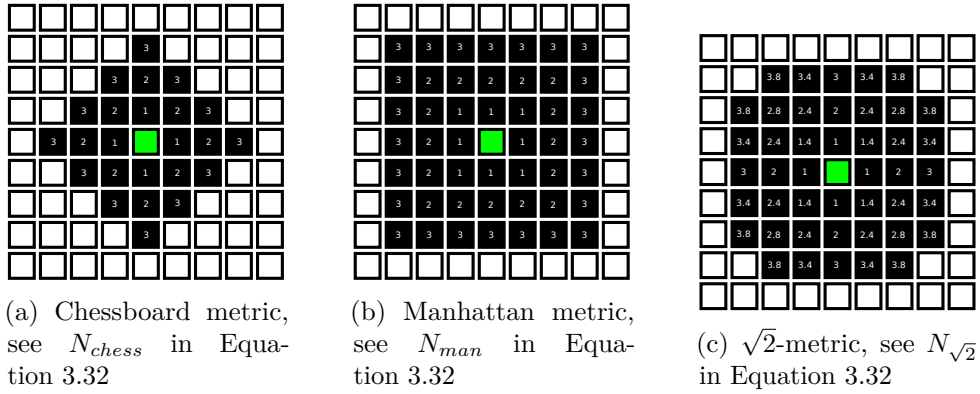 3
3 2 3
3 2 1 2 3
3 2 1 1 2 3
3 2 1 2 3
3 2 3
3
(a) Chessboard metric,
see N_{chess} in Equa-
tion 3.32
3 3 3 3 3 3 3
3 2 2 2 2 2 3
3 2 1 1 1 2 3
3 2 1 1 2 3
3 2 1 1 1 2 3
3 2 2 2 2 2 3
3 3 3 3 3 3 3
(b) Manhattan metric,
see N_{man} in Equa-
tion 3.32
3.8 3.4 3 3.4 3.8
3.8 2.8 2.4 2 2.4 2.8 3.8
3.4 2.4 1.4 1 1.4 2.4 3.4
3 2 1 1 2 3
3.4 2.4 1.4 1 1.4 2.4 3.4
3.8 2.8 2.4 2 2.4 2.8 3.8
3.8 3.4 3 3.4 3.8
(c) √2-metric, see N_{√2}
in Equation 3.32